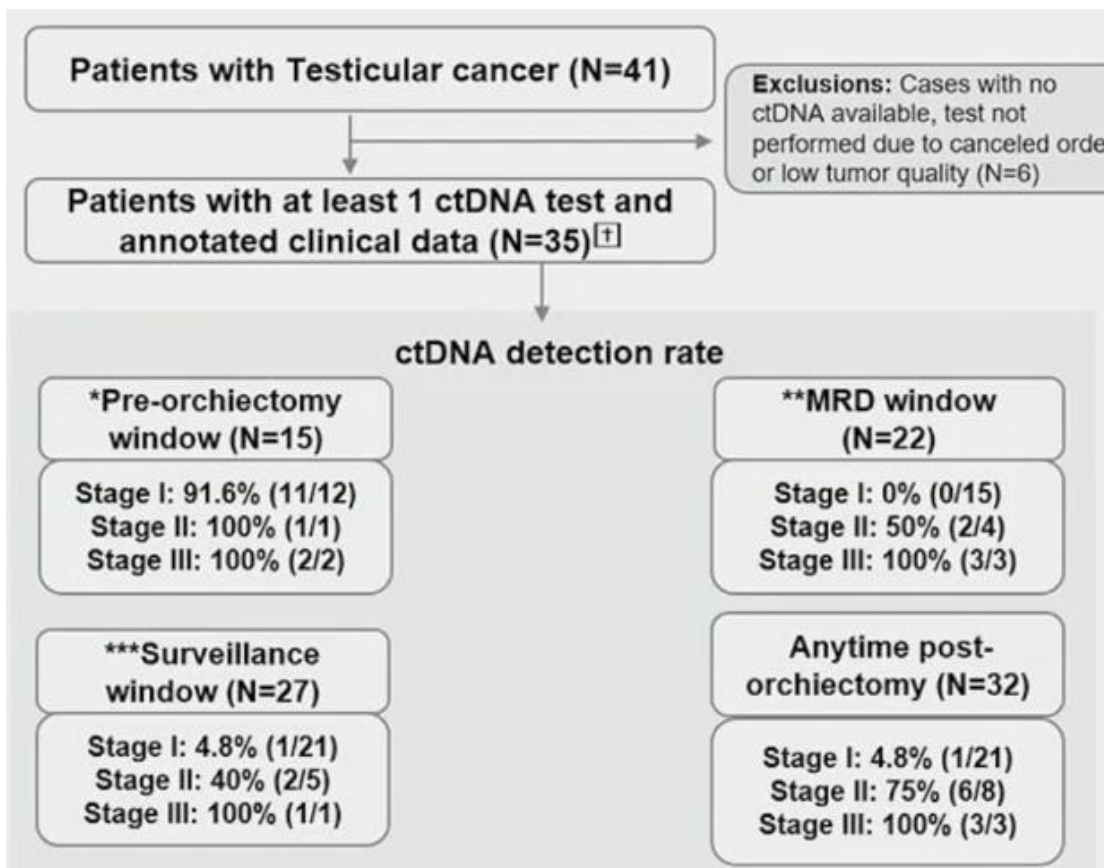 Patients with Testicular cancer (N=41)
Exclusions: Cases with no
ctDNA available, test not
performed due to canceled orde
or low tumor quality (N=6)
Patients with at least 1 ctDNA test and
annotated clinical data (N=35)[†]
ctDNA detection rate
*Pre-orchiectomy
window (N=15)
Stage I: 91.6% (11/12)
Stage II: 100% (1/1)
Stage III: 100% (2/2)
**MRD window
(N=22)
Stage I: 0% (0/15)
Stage II: 50% (2/4)
Stage III: 100% (3/3)
***Surveillance
window (N=27)
Stage I: 4.8% (1/21)
Stage II: 40% (2/5)
Stage III: 100% (1/1)
Anytime post-
orchiectomy (N=32)
Stage I: 4.8% (1/21)
Stage II: 75% (6/8)
Stage III: 100% (3/3)